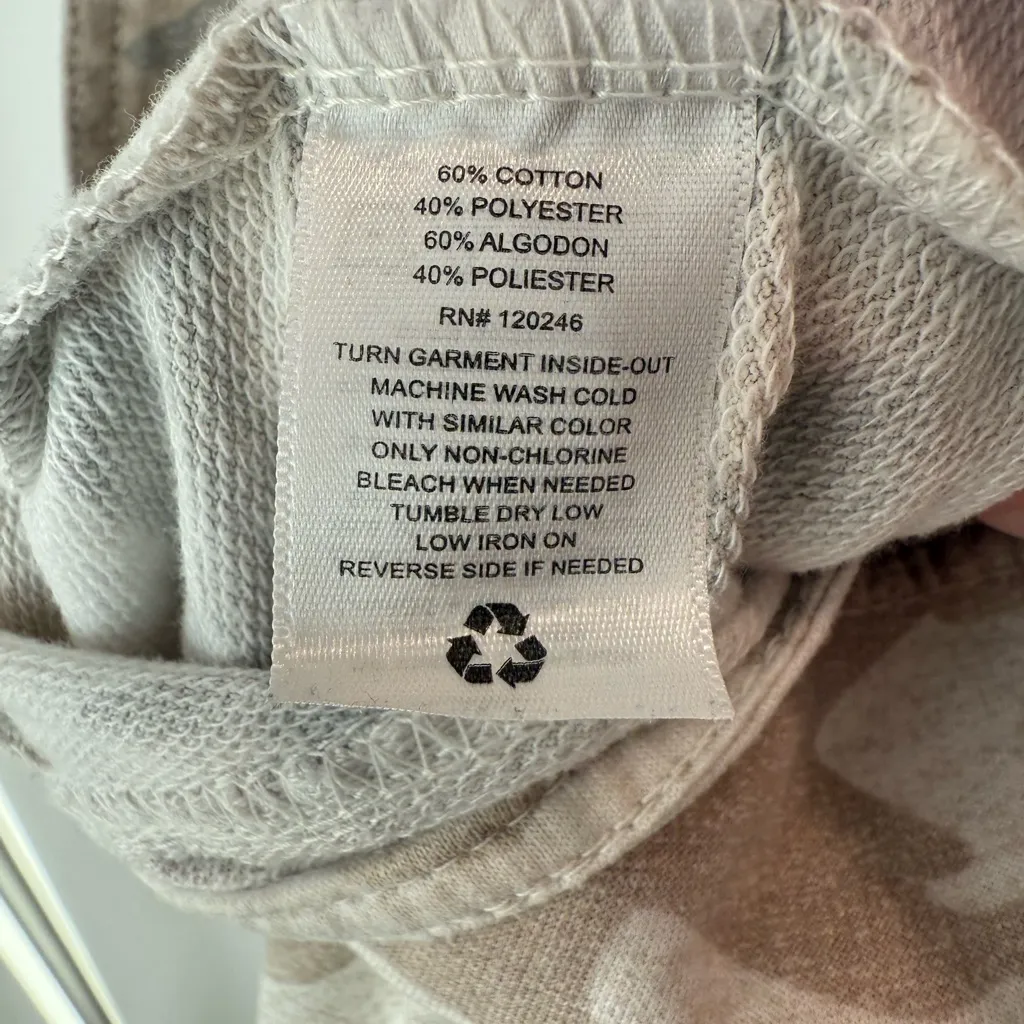 60% COTTON
40% POLYESTER
60% ALGODON
40% POLIESTER
RN# 120246
TURN GARMENT INSIDE-OUT
MACHINE WASH COLD
WITH SIMILAR COLOR
ONLY NON-CHLORINE
BLEACH WHEN NEEDED
TUMBLE DRY LOW
LOW IRON ON
REVERSE SIDE IF NEEDED